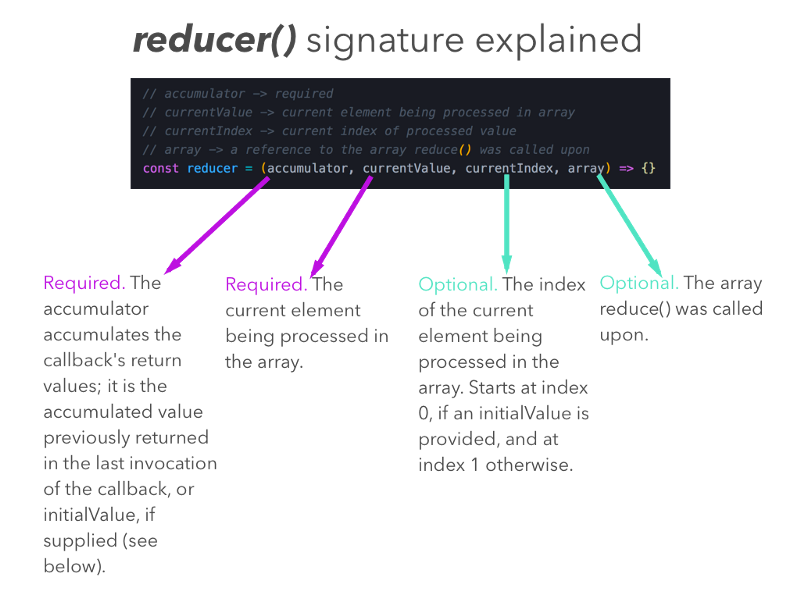 reducer() signature explained
// accumulator -> required
// currentValue -> current element being processed in array
// currentIndex -> current index of processed value
// array -> a reference to the array reduce() was called upon
const reducer = (accumulator, currentValue, currentIndex, array) => {}
Required. The
accumulator
accumulates the
callback's return
values; it is the
accumulated value
previously returned
in the last invocation
of the callback, or
initialValue, if
supplied (see
below).
Required. The
current element
being processed in
the array.
Optional. The index
of the current
element being
processed in the
array. Starts at index
0, if an initialValue is
provided, and at
index 1 otherwise.
Optional. The array
reduce() was called
upon.